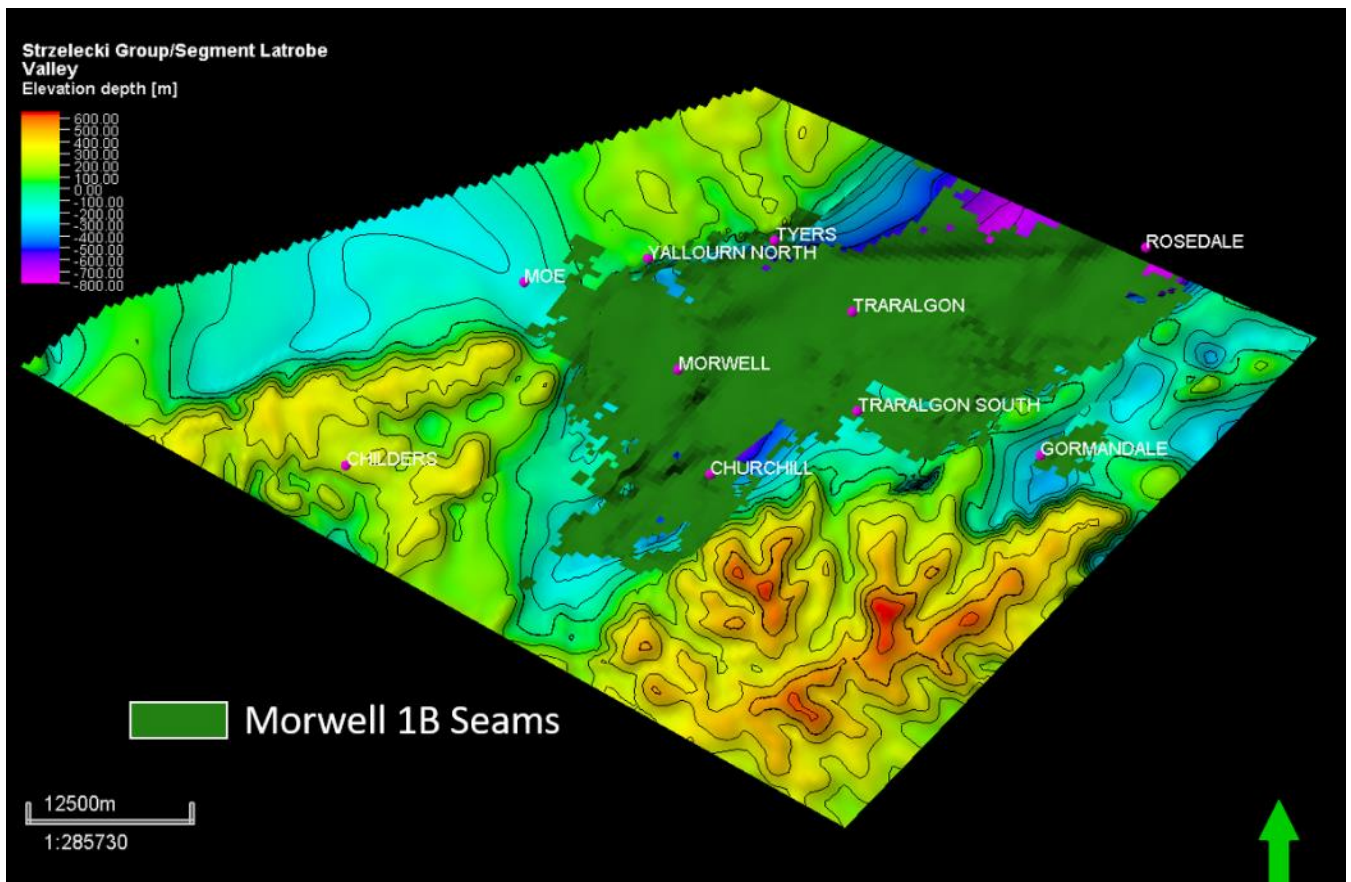 Strzelecki Group/Segment Latrobe
Valley
Elevation depth [m]
600.00
500.00
400.00
300.00
200.00
100.00
0.00
-100.00
-200.00
-300.00
-400.00
-500.00
-600.00
-700.00
-800.00
TYERS
ROSEDALE
YALLOURN NORTH
MOE
TRARALGON
MORWELL
TRARALGON SOUTH
GORMANDALE
CHILDERS
CHURCHILL
Morwell 1B Seams
12500m
1:285730